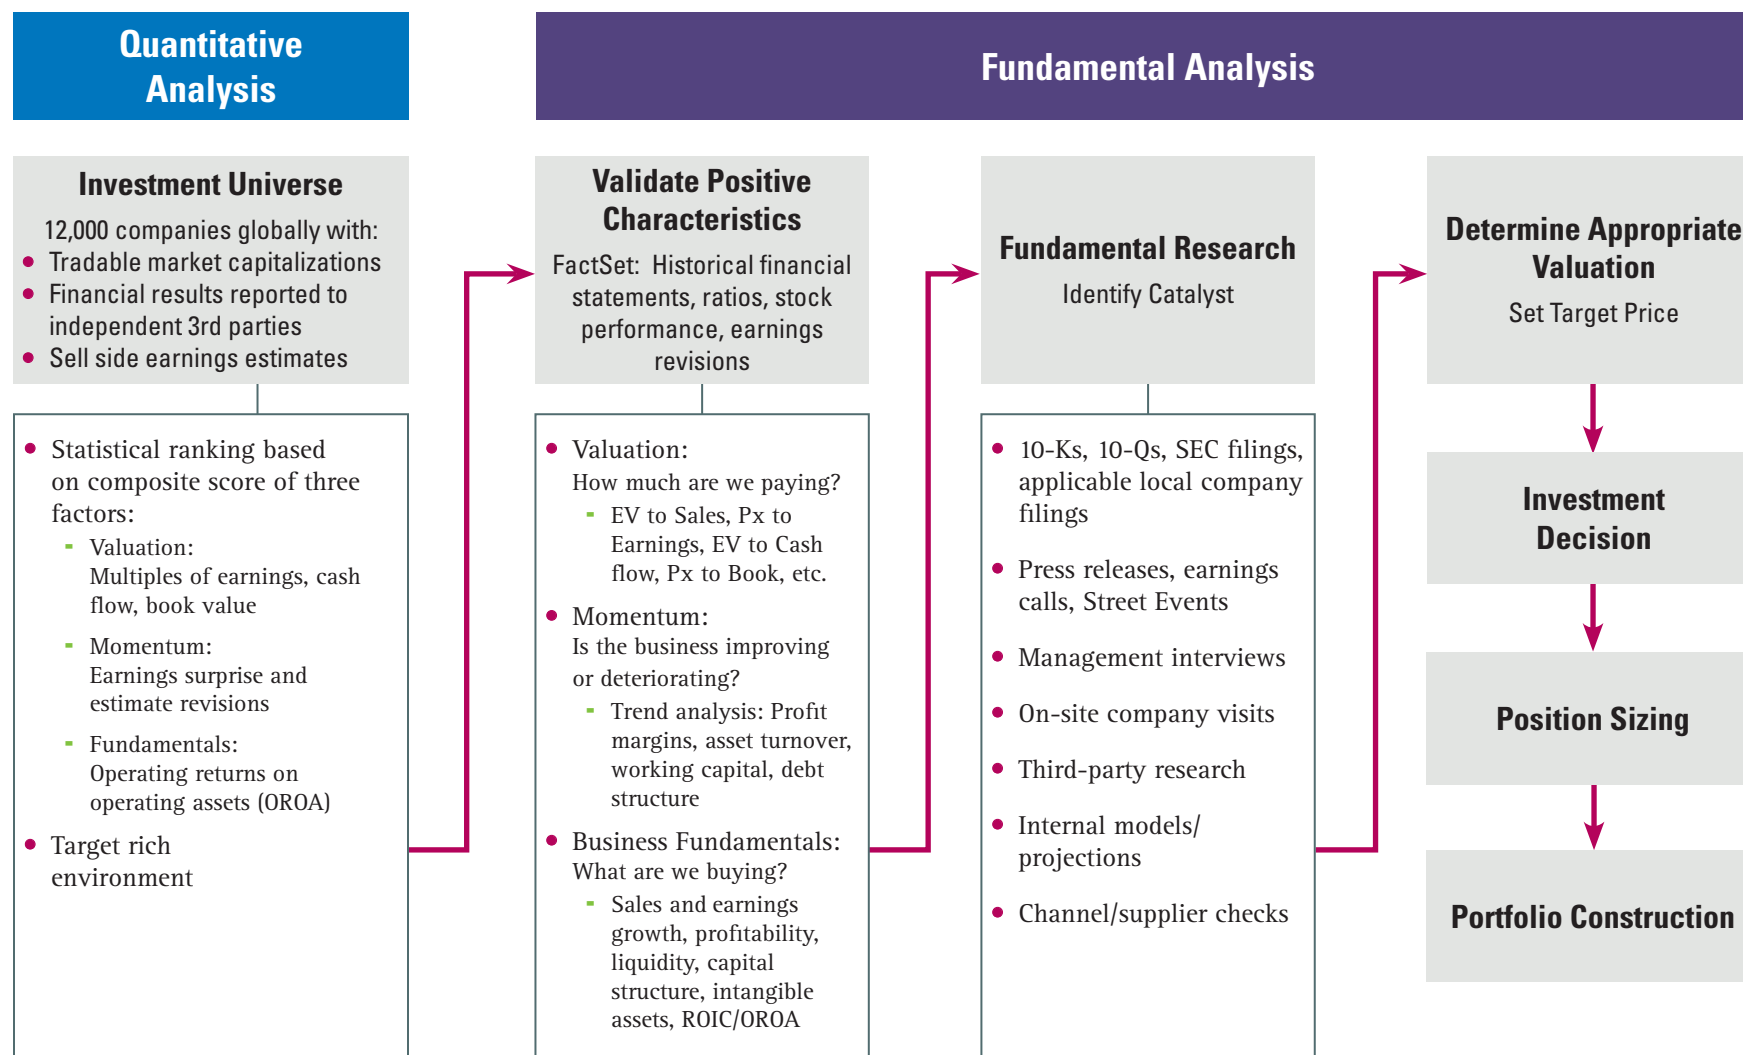 Quantitative
Analysis
Fundamental Analysis
Investment Universe
12,000 companies globally with:
• Tradable market capitalizations
• Financial results reported to
independent 3rd parties
• Sell side earnings estimates
• Statistical ranking based
on composite score of three
factors:
- Valuation:
Multiples of earnings, cash
flow, book value
- Momentum:
Earnings surprise and
estimate revisions
- Fundamentals:
Operating returns on
operating assets (OROA)
• Target rich
environment
Validate Positive
Characteristics
FactSet: Historical financial
statements, ratios, stock
performance, earnings
revisions
• Valuation:
How much are we paying?
- EV to Sales, Px to
Earnings, EV to Cash
flow, Px to Book, etc.
• Momentum:
Is the business improving
or deteriorating?
- Trend analysis: Profit
margins, asset turnover,
working capital, debt
structure
• Business Fundamentals:
What are we buying?
- Sales and earnings
growth, profitability,
liquidity, capital
structure, intangible
assets, ROIC/OROA
Fundamental Research
Identify Catalyst
• 10-Ks, 10-Qs, SEC filings,
applicable local company
filings
• Press releases, earnings
calls, Street Events
• Management interviews
• On-site company visits
• Third-party research
• Internal models/
projections
• Channel/supplier checks
Determine Appropriate
Valuation
Set Target Price
Investment
Decision
Position Sizing
Portfolio Construction